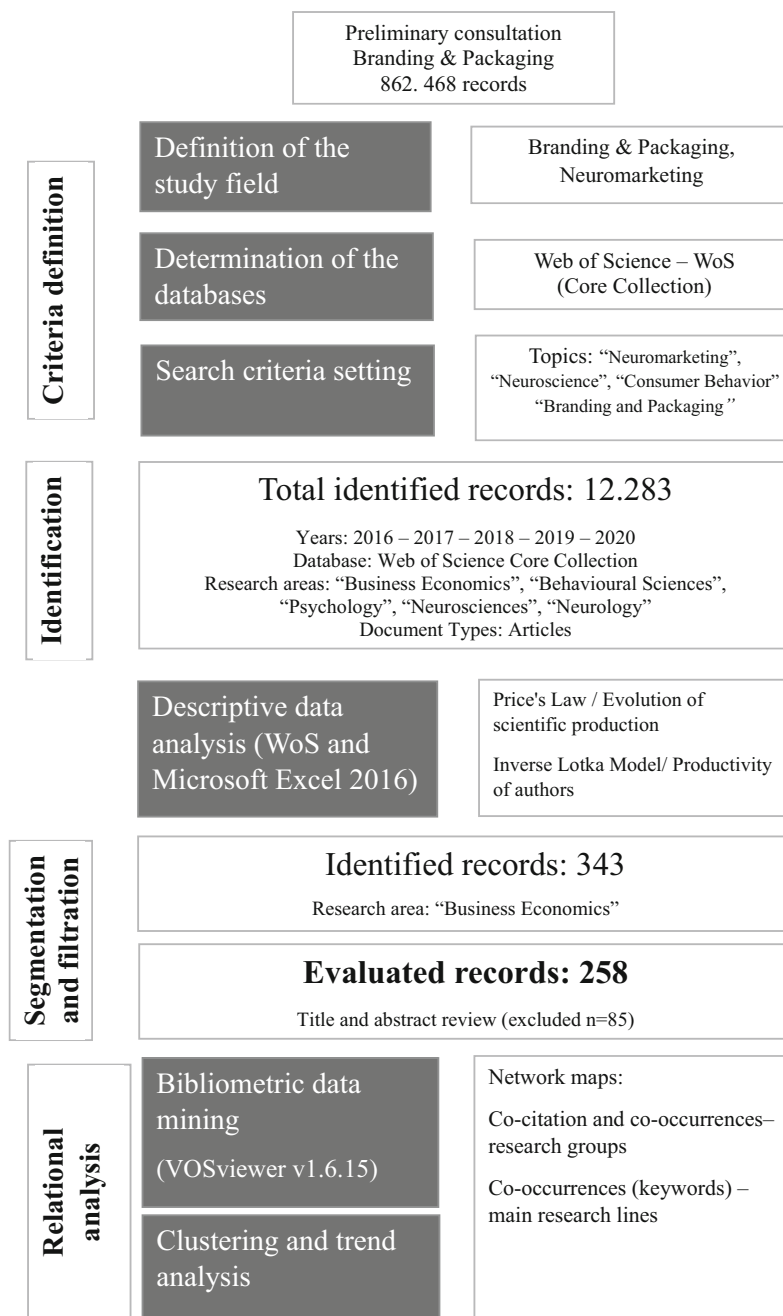 Preliminary consultation
Branding & Packaging
862. 468 records
Criteria definition
Definition of the
study field
Branding & Packaging,
Neuromarketing
Determination of the
databases
Web of Science – WoS
(Core Collection)
Search criteria setting
Topics: “Neuromarketing”,
“Neuroscience”, “Consumer Behavior”
“Branding and Packaging”
Identification
Total identified records: 12.283
Years: 2016 – 2017 – 2018 – 2019 – 2020
Database: Web of Science Core Collection
Research areas: “Business Economics”, “Behavioural Sciences”,
“Psychology”, “Neurosciences”, “Neurology”
Document Types: Articles
Descriptive data
analysis (WoS and
Microsoft Excel 2016)
Price's Law / Evolution of
scientific production
Inverse Lotka Model/ Productivity
of authors
Segmentation
and filtration
Identified records: 343
Research area: “Business Economics”
Evaluated records: 258
Title and abstract review (excluded n=85)
Relational
analysis
Bibliometric data
mining
(VOSviewer v1.6.15)
Network maps:
Co-citation and co-occurrences–
research groups
Co-occurrences (keywords) –
main research lines
Clustering and trend
analysis